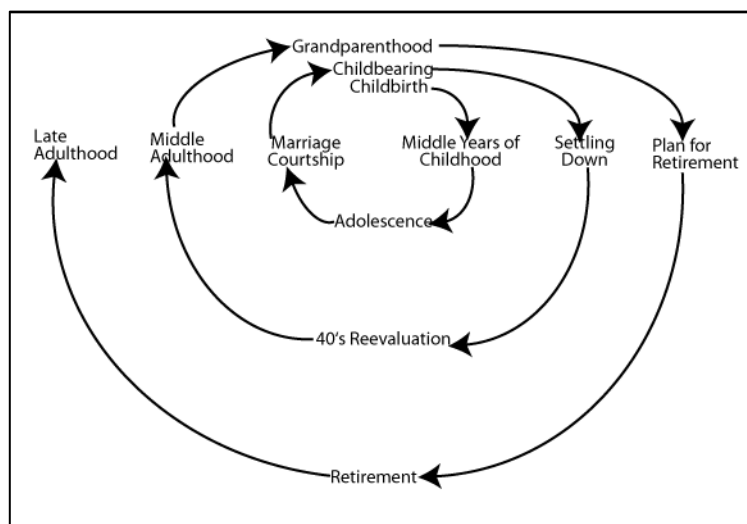 Grandparenthood
Childbearing
Childbirth
Late
Adulthood
Middle
Adulthood
Marriage
Courtship
Middle Years of
Childhood
Settling
Down
Plan for
Retirement
Adolescence
40's Reevaluation
Retirement